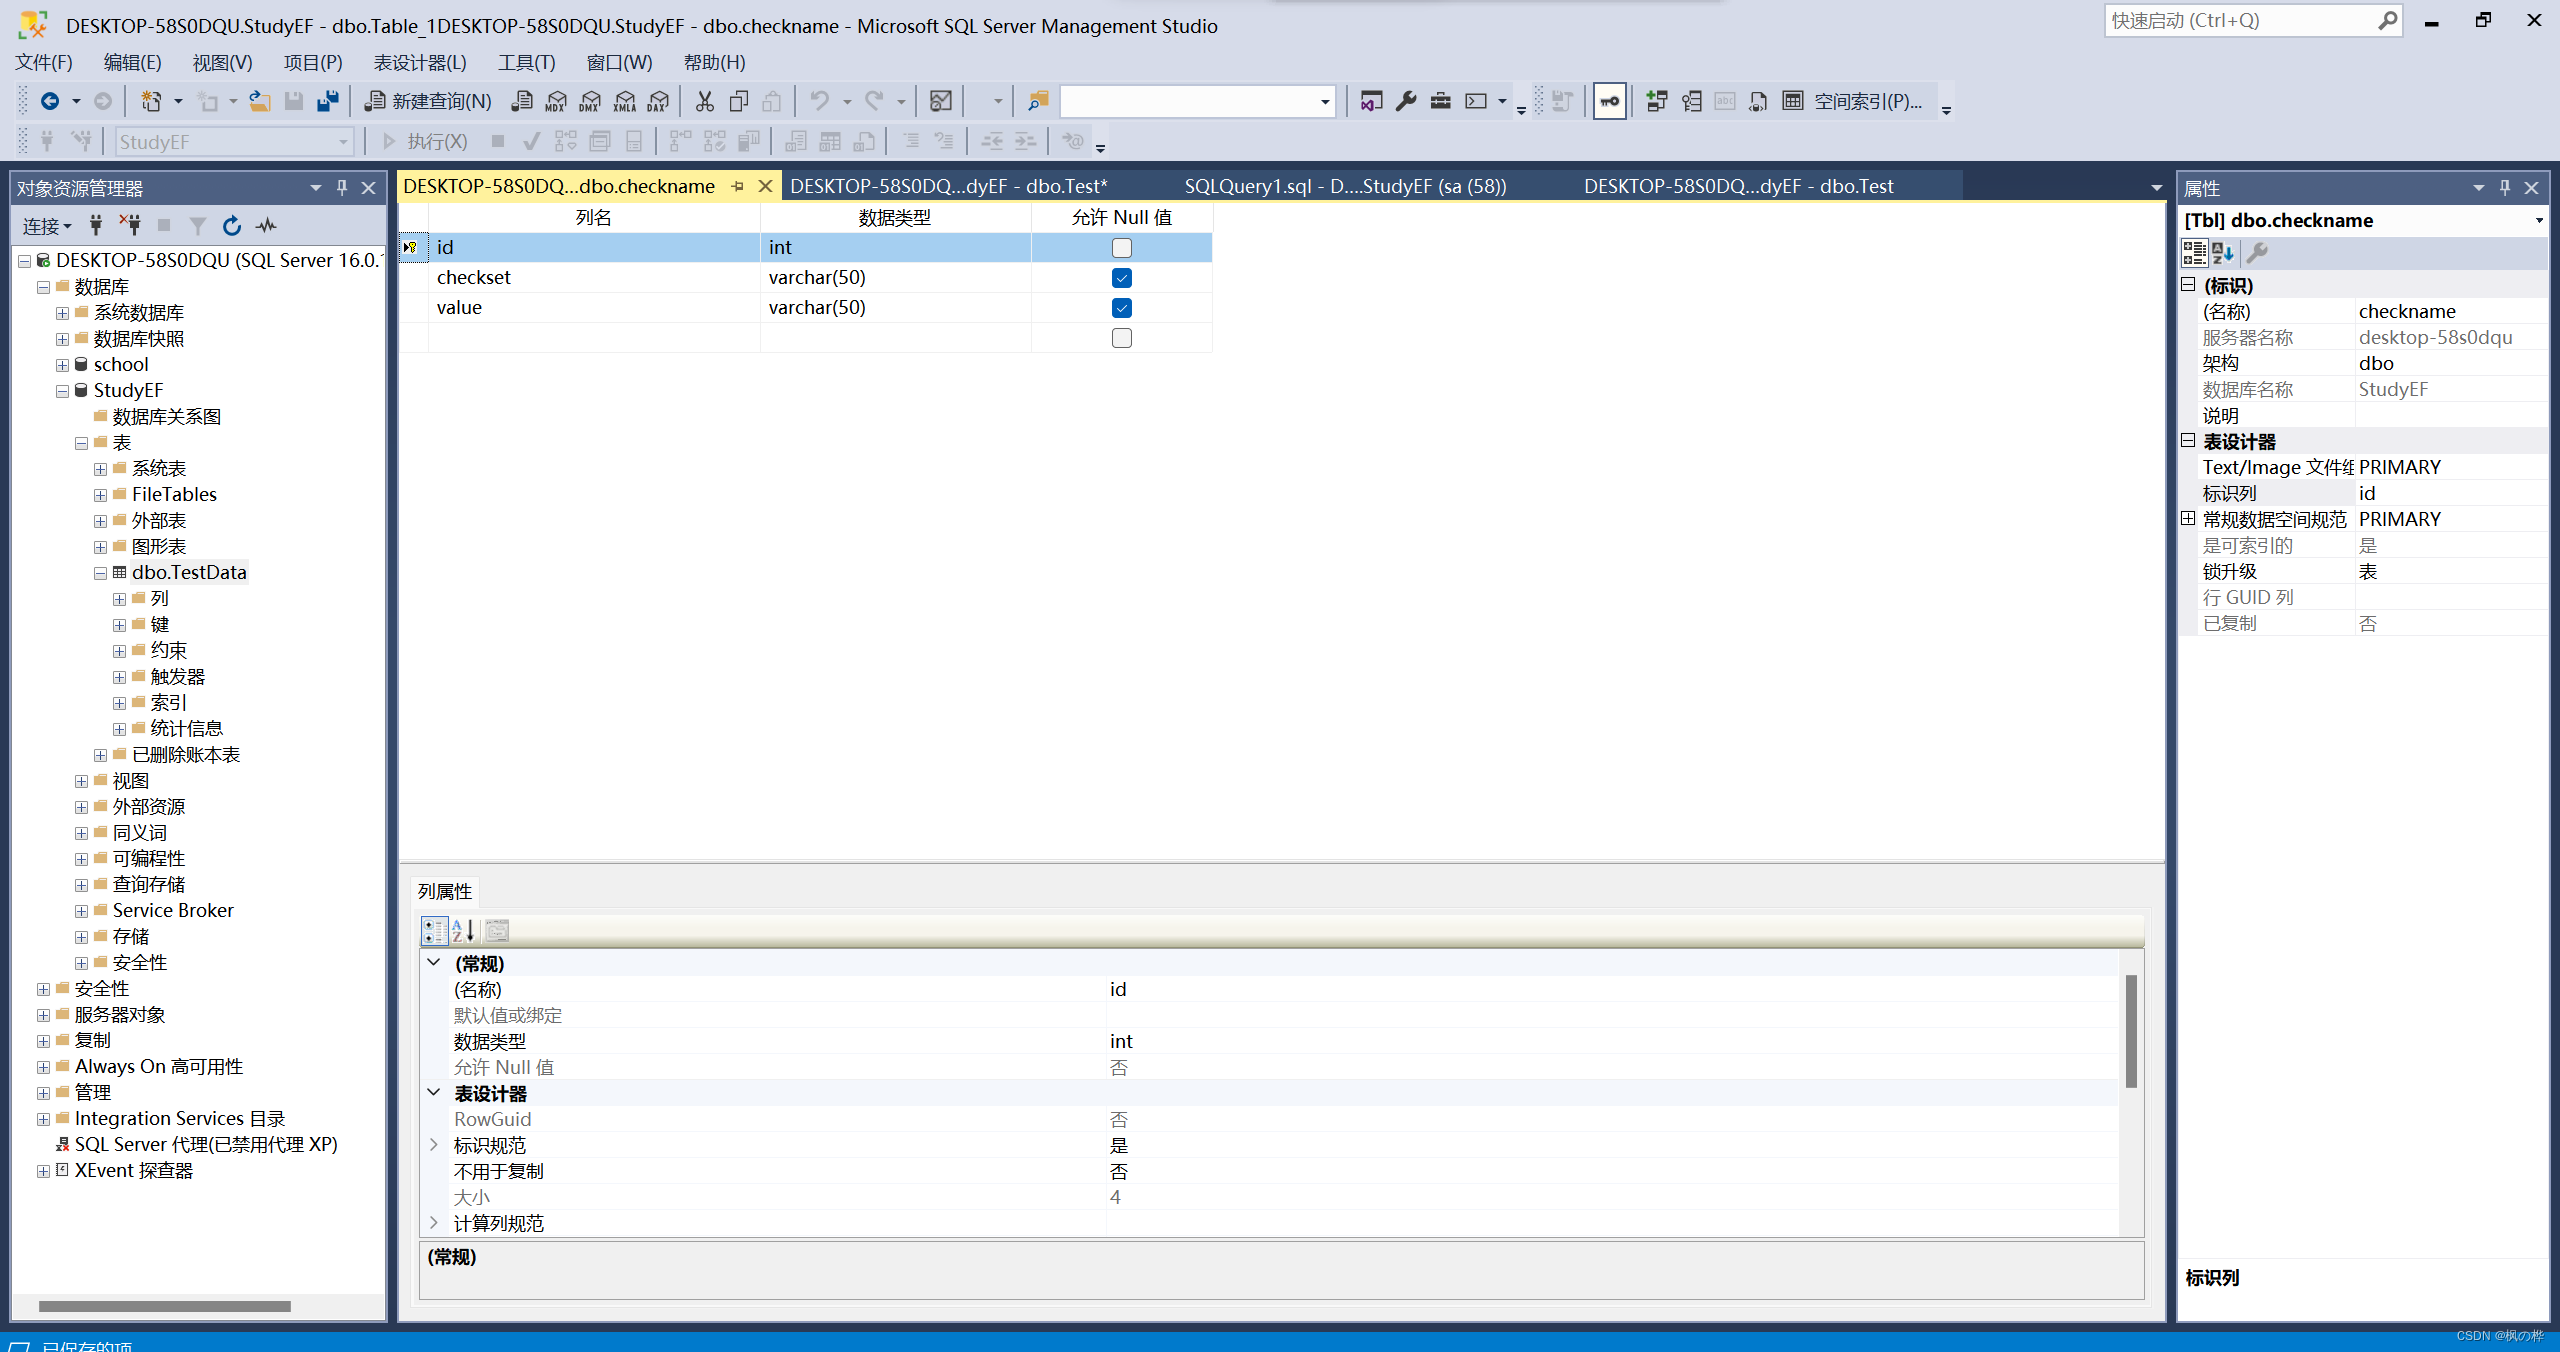 DESKTOP-58S0DQU.StudyEF - dbo.Table_1DESKTOP-58S0DQU.StudyEF - dbo.checkname - Microsoft SQL Server Management Studio
快速启动 (Ctrl+Q)
文件(F) 编辑(E) 视图(V) 项目(P) 表设计器(L) 工具(T) 窗口(W) 帮助(H)
新建查询(N) MDX DMX XMLA DAX 空间索引(P)...
StudyEF 执行(X)
对象资源管理器
连接
DESKTOP-58S0DQU (SQL Server 16.0.
数据库
系统数据库
数据库快照
school
StudyEF
数据库关系图
表
系统表
FileTables
外部表
图形表
dbo.TestData
列
键
约束
触发器
索引
统计信息
已删除账本表
视图
外部资源
同义词
可编程性
查询存储
Service Broker
存储
安全性
安全性
服务器对象
复制
Always On 高可用性
管理
Integration Services 目录
SQL Server 代理(已禁用代理 XP)
XEvent 探查器
DESKTOP-58S0DQ...dbo.checkname DESKTOP-58S0DQ...dyEF - dbo.Test* SQLQuery1.sql - D....StudyEF (sa (58)) DESKTOP-58S0DQ...dyEF - dbo.Test
列名 数据类型 允许 Null 值
id int
checkset varchar(50)
value varchar(50)
列属性
(常规)
(名称) id
默认值或绑定
数据类型 int
允许 Null 值 否
表设计器
RowGuid 否
标识规范 是
不用于复制 否
大小 4
计算列规范
(常规)
属性
[Tbl] dbo.checkname
(标识)
(名称) checkname
服务器名称 desktop-58s0dqu
架构 dbo
数据库名称 StudyEF
说明
表设计器
Text/Image 文件组 PRIMARY
标识列 id
常规数据空间规范 PRIMARY
是可索引的 是
锁升级 表
行 GUID 列
已复制 否
标识列
已保存的项
CSDN @枫の桦